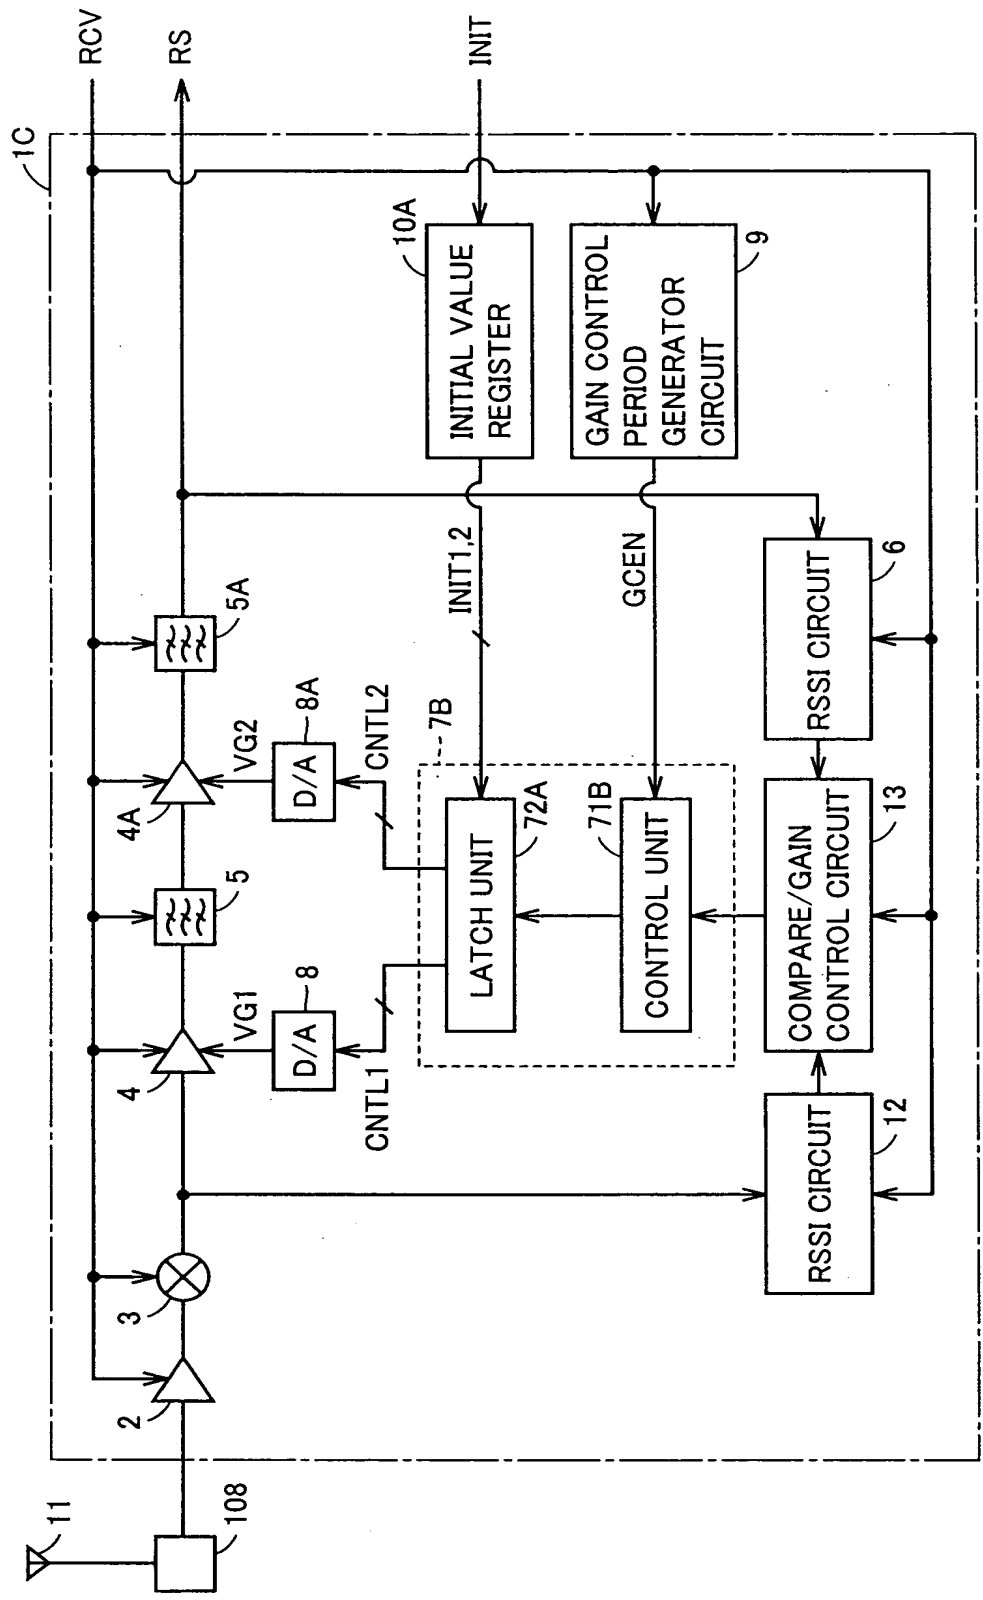 1C
RCV
RS
INIT
11
108
2
3
4
5
4A
5A
VG1
VG2
8
D/A
8A
D/A
CNTL1
CNTL2
7B
INIT1,2
10A
INITIAL VALUE
REGISTER
LATCH UNIT
72A
71B
CONTROL UNIT
GCEN
GAIN CONTROL
PERIOD
GENERATOR
CIRCUIT
9
RSSI CIRCUIT
12
COMPARE/GAIN
CONTROL CIRCUIT
13
RSSI CIRCUIT
6